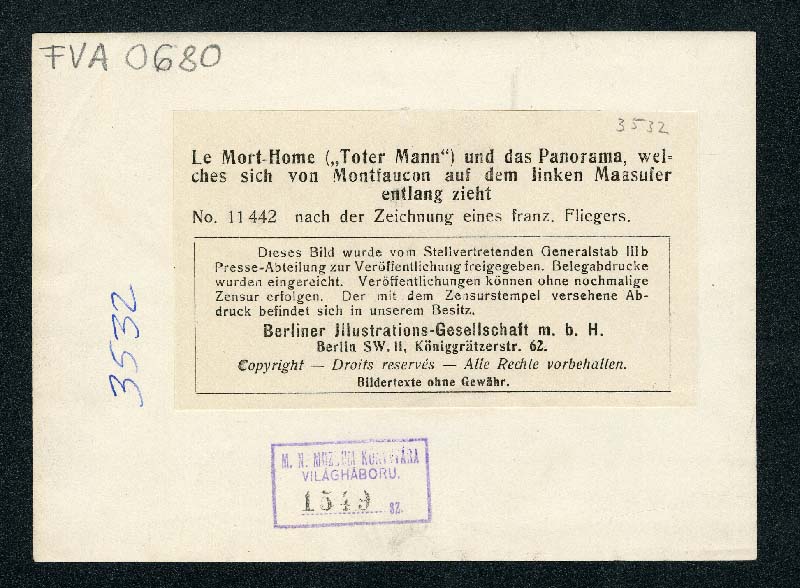 FVA 0680
3532
Le Mort-Home („Toter Mann“) und das Panorama, wel-
ches sich von Montfaucon auf dem linken Maasufer
entlang zieht
No. 11442 nach der Zeichnung eines franz. Fliegers.
Dieses Bild wurde vom Stellvertretenden Generalstab IIIb
Presse-Abteilung zur Veröffentlichung freigegeben. Belegabdrucke
wurden eingereicht. Veröffentlichungen können ohne nochmalige
Zensur erfolgen. Der mit dem Zensurstempel versehene Ab-
druck befindet sich in unserem Besitz.
Berliner Jllustrations-Gesellschaft m. b. H.
Berlin SW. 11, Königgrätzerstr. 62.
Copyright — Droits reservés — Alle Rechte vorbehalten.
Bildertexte ohne Gewähr.
3532
M. N. MUZEUM KÖNYVTÁRA
VILÁGHÁBORU.
1549 SZ.